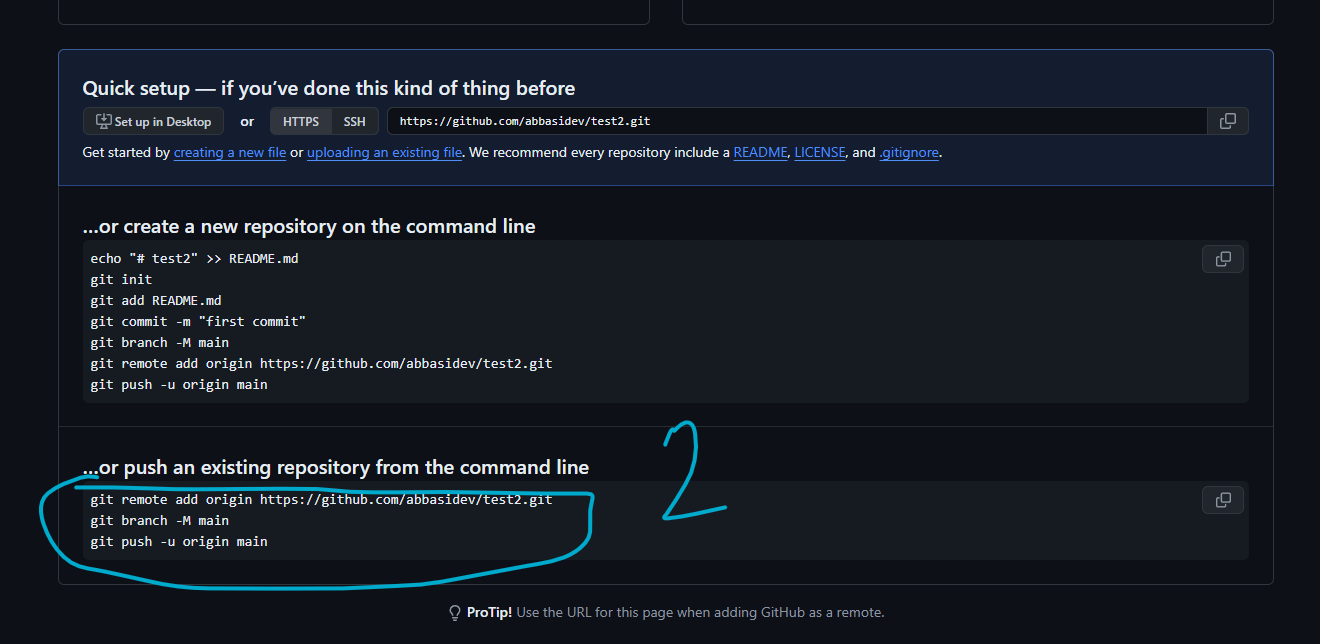 Quick setup — if you’ve done this kind of thing before
Set up in Desktop or HTTPS SSH https://github.com/abbasidev/test2.git
Get started by creating a new file or uploading an existing file. We recommend every repository include a README, LICENSE, and .gitignore.
…or create a new repository on the command line
echo "# test2" >> README.md
git init
git add README.md
git commit -m "first commit"
git branch -M main
git remote add origin https://github.com/abbasidev/test2.git
git push -u origin main
…or push an existing repository from the command line
git remote add origin https://github.com/abbasidev/test2.git
git branch -M main
git push -u origin main
2
ProTip! Use the URL for this page when adding GitHub as a remote.